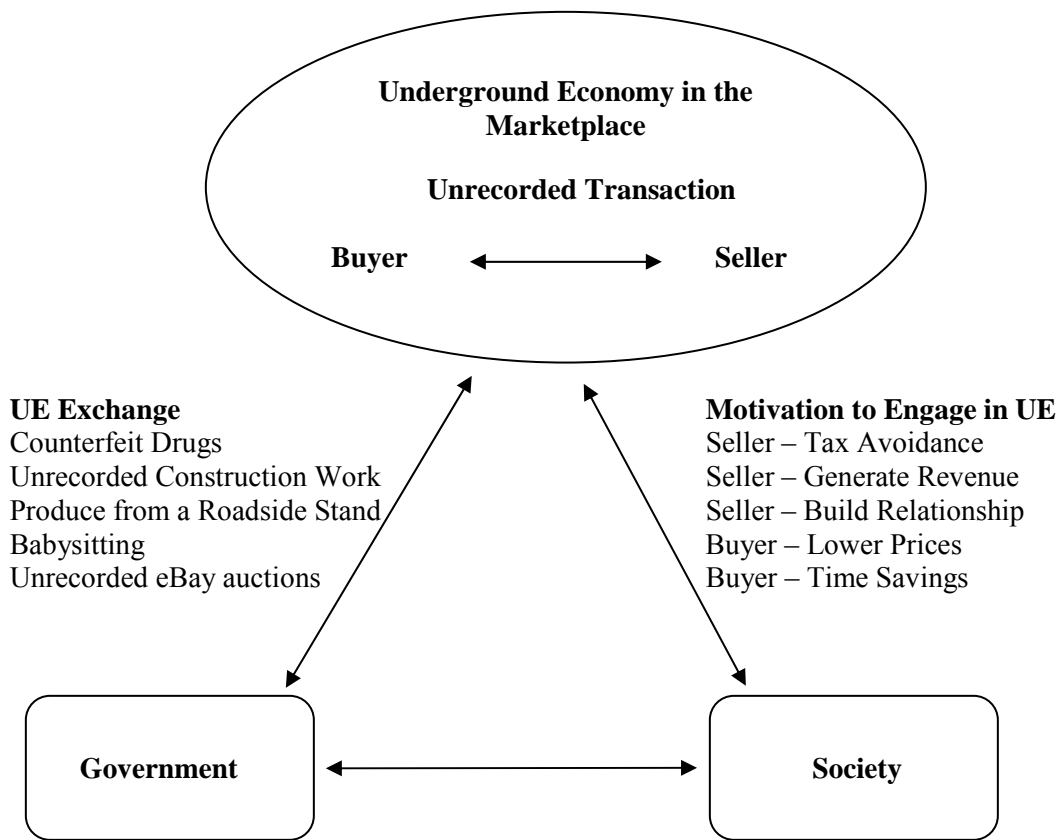 Underground Economy in the
Marketplace
Unrecorded Transaction
Buyer
Seller
UE Exchange
Counterfeit Drugs
Unrecorded Construction Work
Produce from a Roadside Stand
Babysitting
Unrecorded eBay auctions
Motivation to Engage in UE
Seller – Tax Avoidance
Seller – Generate Revenue
Seller – Build Relationship
Buyer – Lower Prices
Buyer – Time Savings
Government
Society